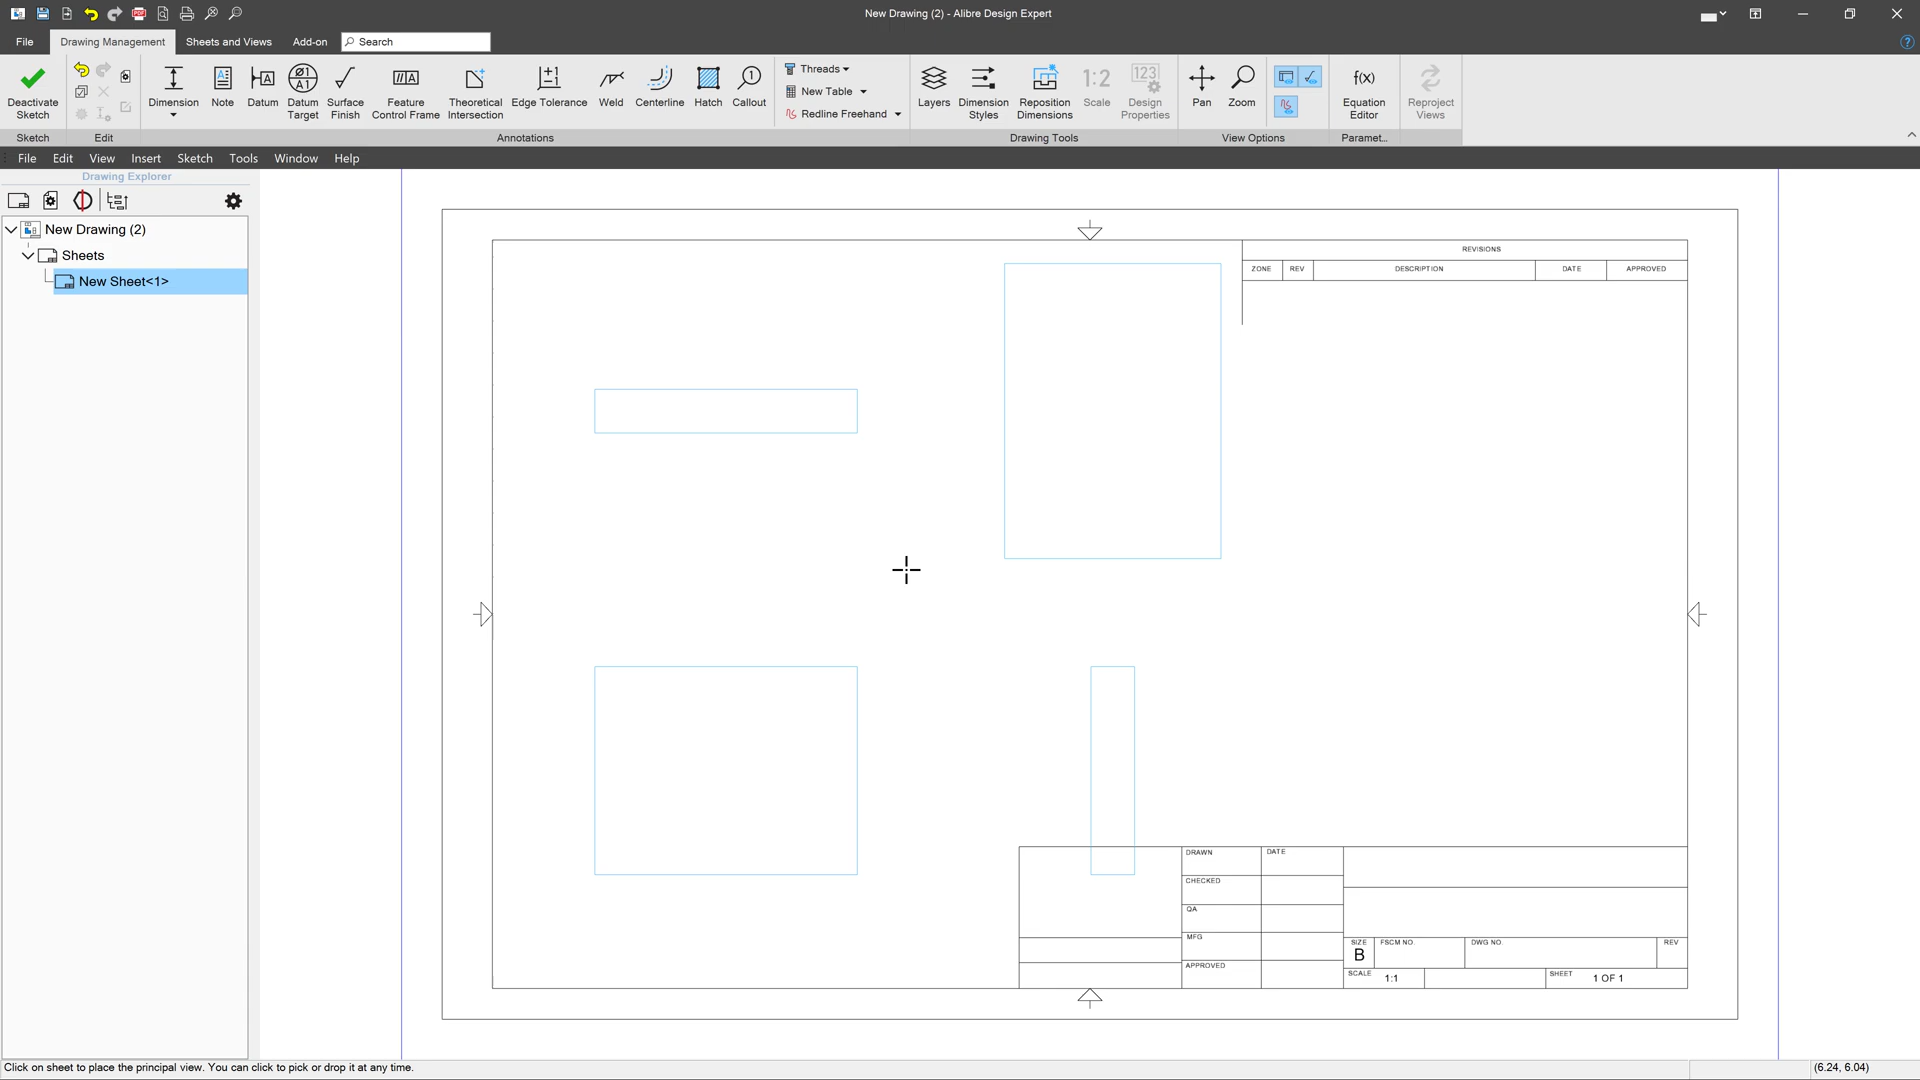 New Drawing (2) - Alibre Design Expert
File
Drawing Management
Sheets and Views
Add-on
Search
Deactivate Sketch
Dimension
Note
Datum
Datum Target
Surface Finish
Feature Control Frame
Theoretical Intersection
Edge Tolerance
Weld
Centerline
Hatch
Callout
Threads
New Table
Redline Freehand
Layers
Dimension Styles
Reposition Dimensions
1:2
Scale
123
Design Properties
Pan
Zoom
f(x)
Equation Editor
Reproject Views
Sketch
Edit
Annotations
Drawing Tools
View Options
Paramet...
File Edit View Insert Sketch Tools Window Help
Drawing Explorer
New Drawing (2)
Sheets
New Sheet<1>
REVISIONS
ZONE REV DESCRIPTION DATE APPROVED
DRAWN DATE
CHECKED
QA
MFG
APPROVED
SIZE FSCM NO. DWG NO. REV
B
SCALE 1:1 SHEET 1 OF 1
Click on sheet to place the principal view. You can click to pick or drop it at any time.
(6.24, 6.04)